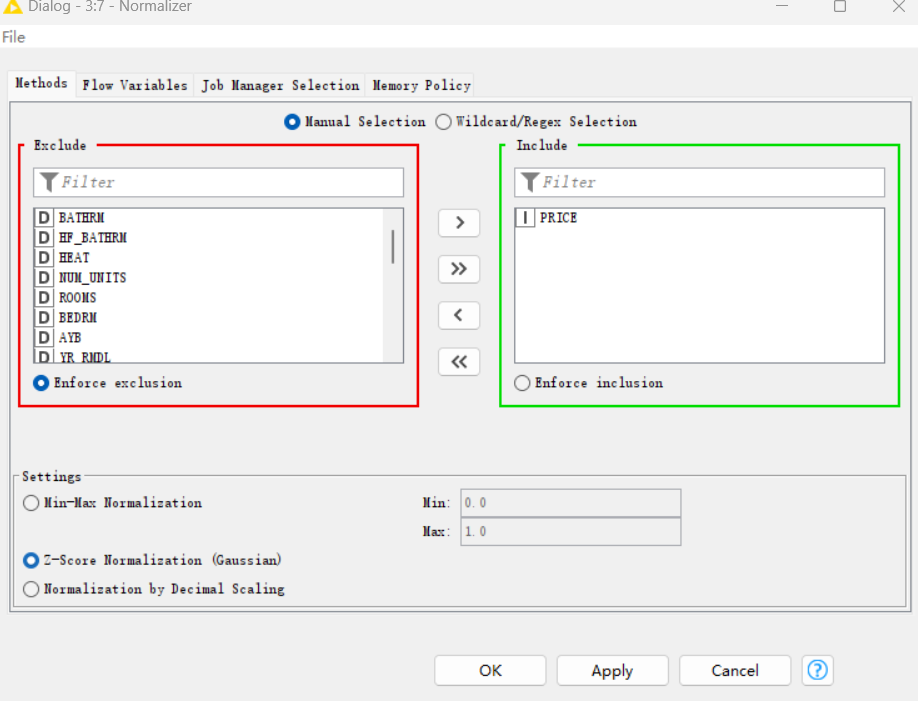 Dialog - 3:7 - Normalizer
File
Methods Flow Variables Job Manager Selection Memory Policy
Manual Selection Wildcard/Regex Selection
Exclude
Filter
D BATHRM
D HF_BATHRM
D HEAT
D NUM_UNITS
D ROOMS
D BEDRM
D AYB
D YR_RMDL
Enforce exclusion
>
>>
<
<<
Include
Filter
I PRICE
Enforce inclusion
Settings
Min-Max Normalization
Min: 0.0
Max: 1.0
Z-Score Normalization (Gaussian)
Normalization by Decimal Scaling
OK Apply Cancel ?